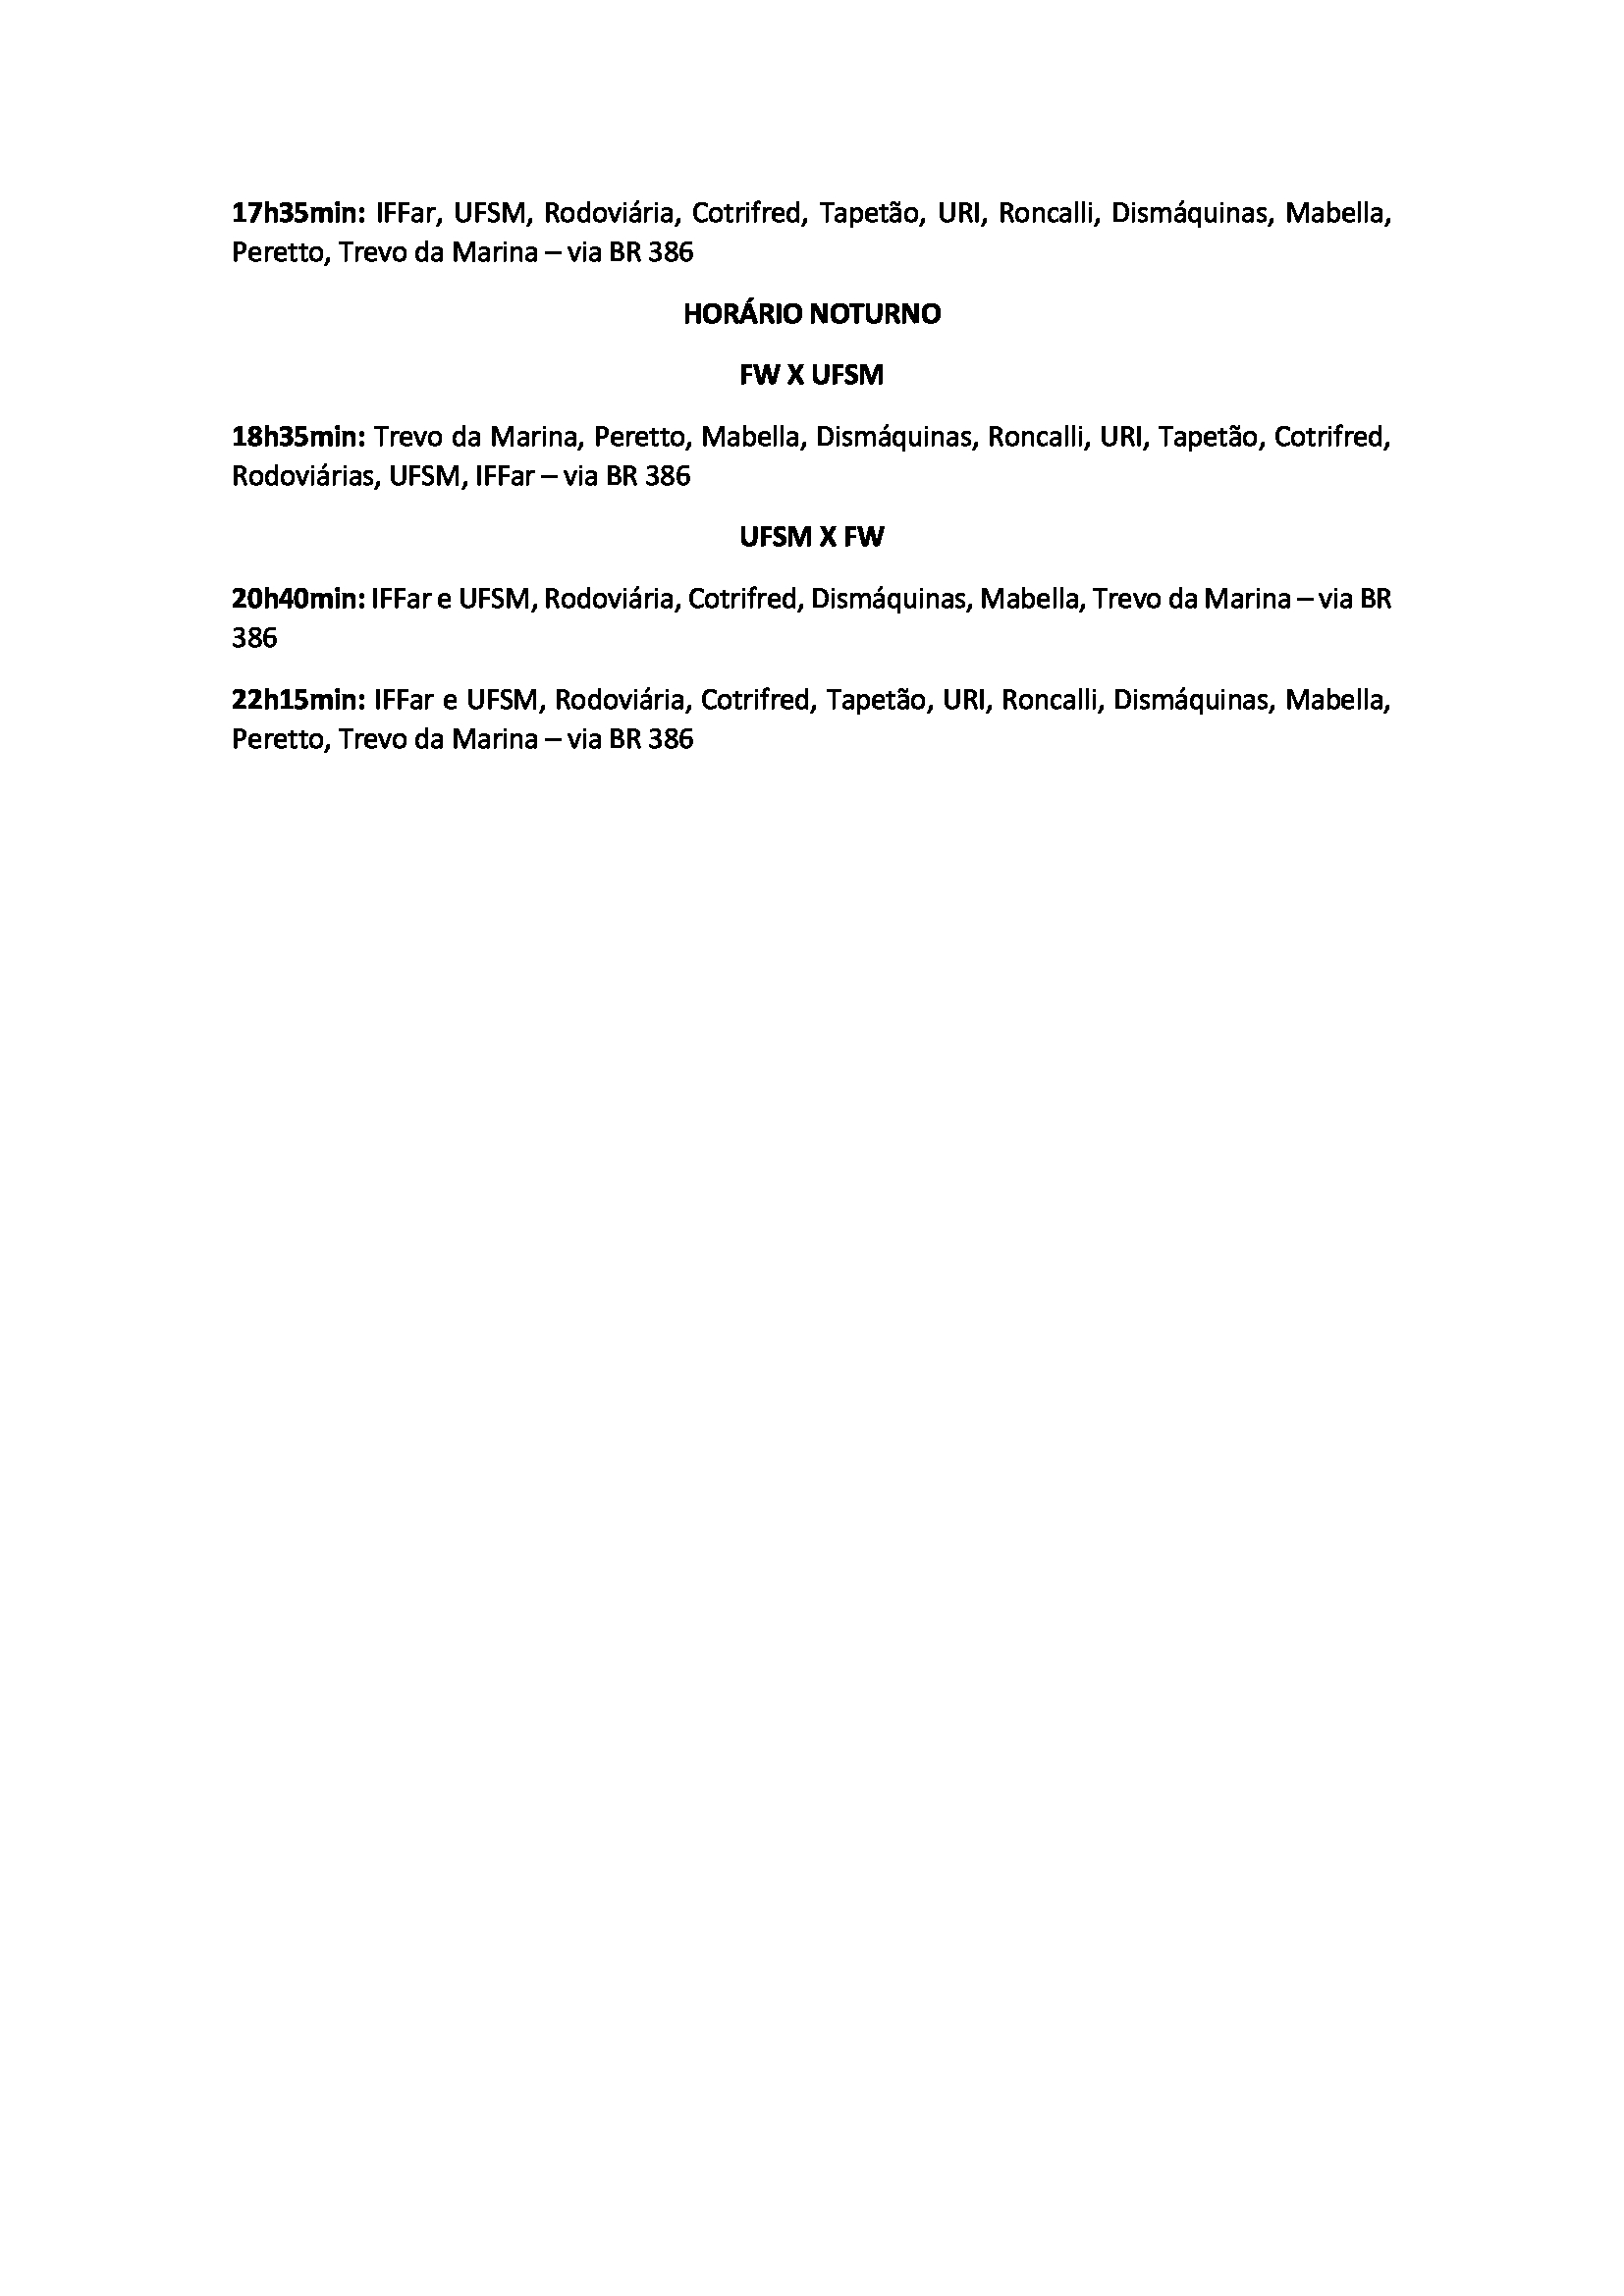 17h35min: IFFar, UFSM, Rodoviária, Cotrifred, Tapetão, URI, Roncalli, Dismáquinas, Mabella,
Peretto, Trevo da Marina – via BR 386
HORÁRIO NOTURNO
FW X UFSM
18h35min: Trevo da Marina, Peretto, Mabella, Dismáquinas, Roncalli, URI, Tapetão, Cotrifred,
Rodoviárias, UFSM, IFFar – via BR 386
UFSM X FW
20h40min: IFFar e UFSM, Rodoviária, Cotrifred, Dismáquinas, Mabella, Trevo da Marina – via BR
386
22h15min: IFFar e UFSM, Rodoviária, Cotrifred, Tapetão, URI, Roncalli, Dismáquinas, Mabella,
Peretto, Trevo da Marina – via BR 386